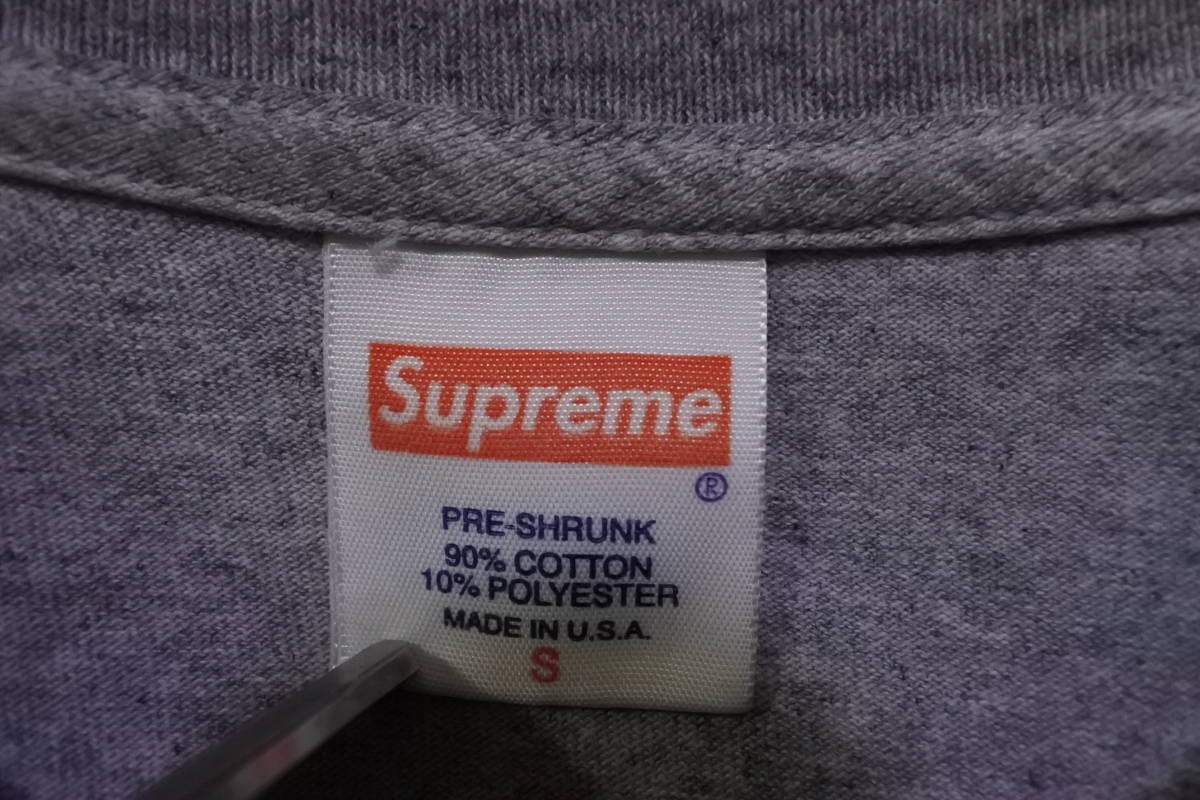 Supreme
®
PRE-SHRUNK
90% COTTON
10% POLYESTER
MADE IN U.S.A.
S